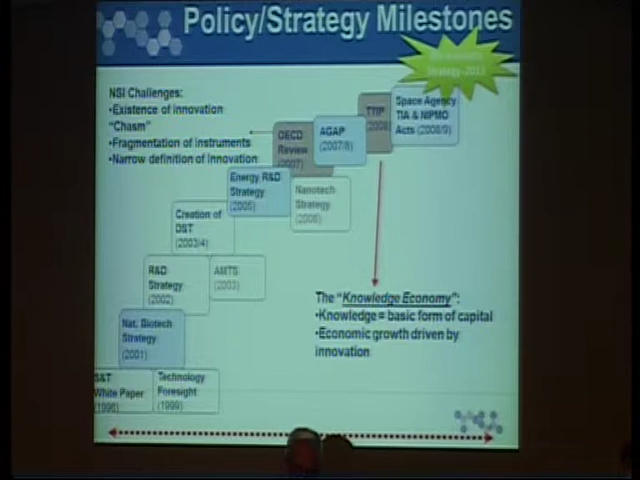 Policy/Strategy Milestones
Strategy-2013
NSI Challenges:
•Existence of innovation
"Chasm"
•Fragmentation of instruments
•Narrow definition of Innovation
Space Agency
TIA & NIPMO
Acts (2008/9)
TYIP
(2008)
AGAP
(2007/8)
OECD
Review
(2007)
Energy R&D
Strategy
(2005)
Nanotech
Strategy
(2006)
Creation of
DST
(2003/4)
R&D
Strategy
(2002)
AMTS
(2003)
The "Knowledge Economy":
•Knowledge = basic form of capital
•Economic growth driven by
innovation
Nat. Biotech
Strategy
(2001)
S&T
White Paper
(1996)
Technology
Foresight
(1999)